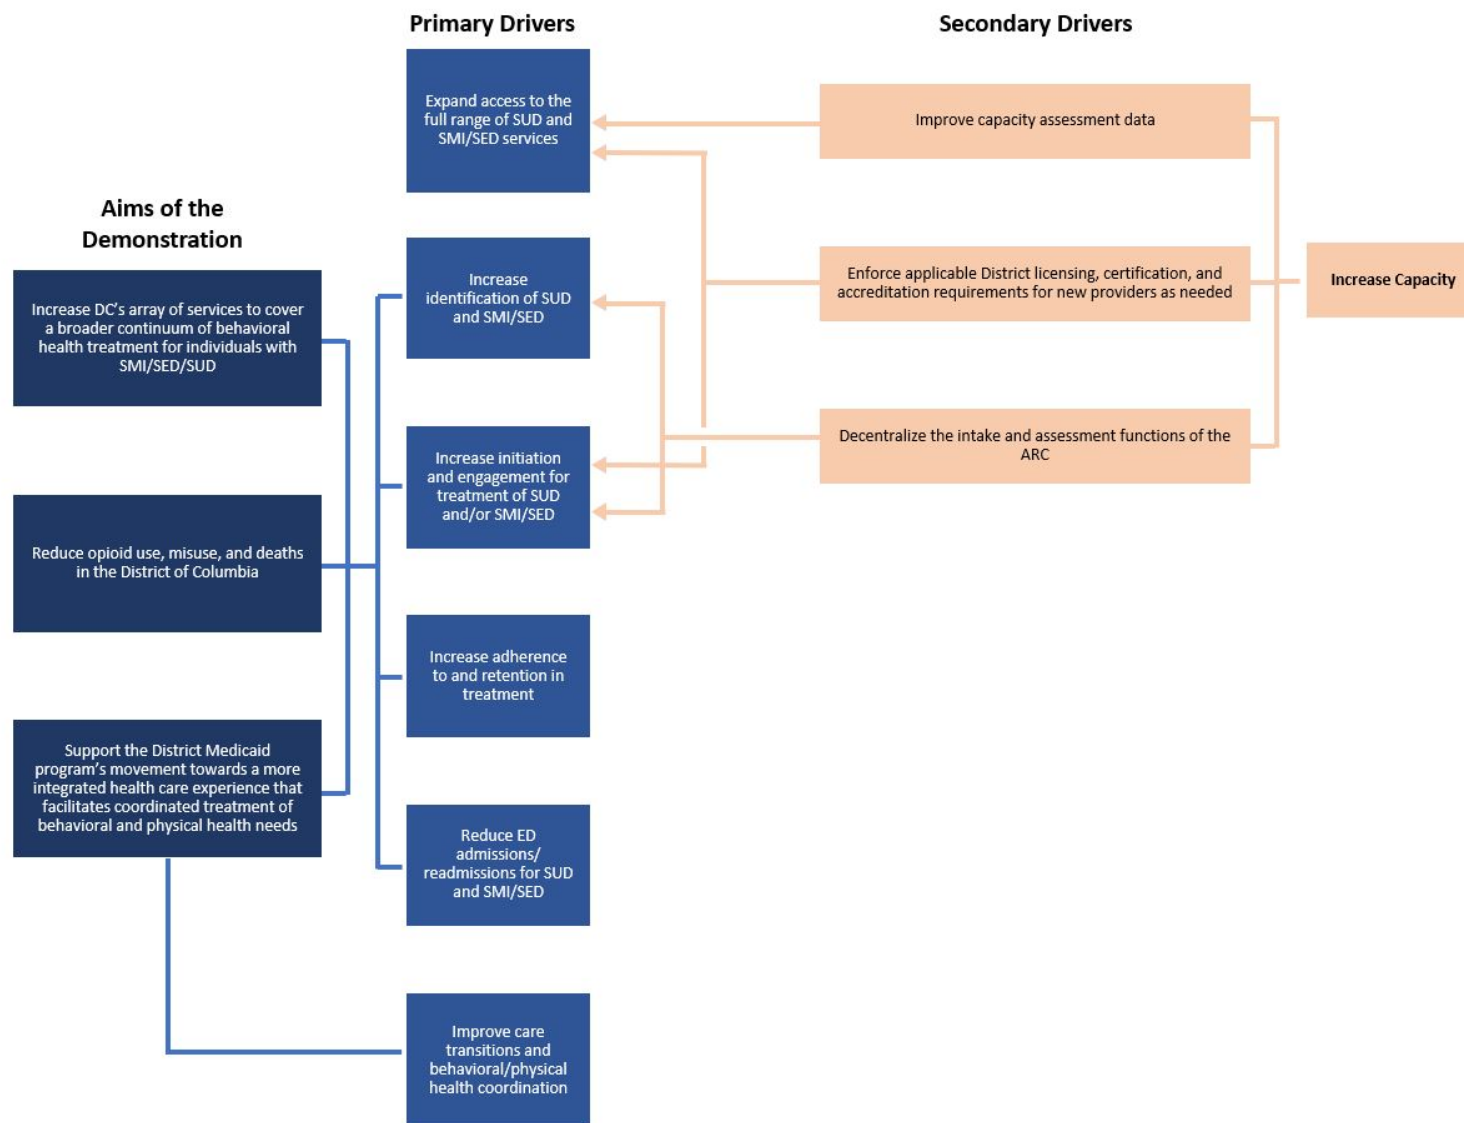 Primary Drivers
Secondary Drivers
Expand access to the
full range of SUD and
SMI/SED services
Improve capacity assessment data
Aims of the
Demonstration
Increase DC's array of services to cover
a broader continuum of behavioral
health treatment for individuals with
SMI/SED/SUD
Increase
identification of SUD
and SMI/SED
Enforce applicable District licensing, certification, and
accreditation requirements for new providers as needed
Increase Capacity
Increase initiation
and engagement for
treatment of SUD
and/or SMI/SED
Decentralize the intake and assessment functions of the
ARC
Reduce opioid use, misuse, and deaths
in the District of Columbia
Increase adherence
to and retention in
treatment
Support the District Medicaid
program's movement towards a more
integrated health care experience that
facilitates coordinated treatment of
behavioral and physical health needs
Reduce ED
admissions/
readmissions for SUD
and SMI/SED
Improve care
transitions and
behavioral/physical
health coordination